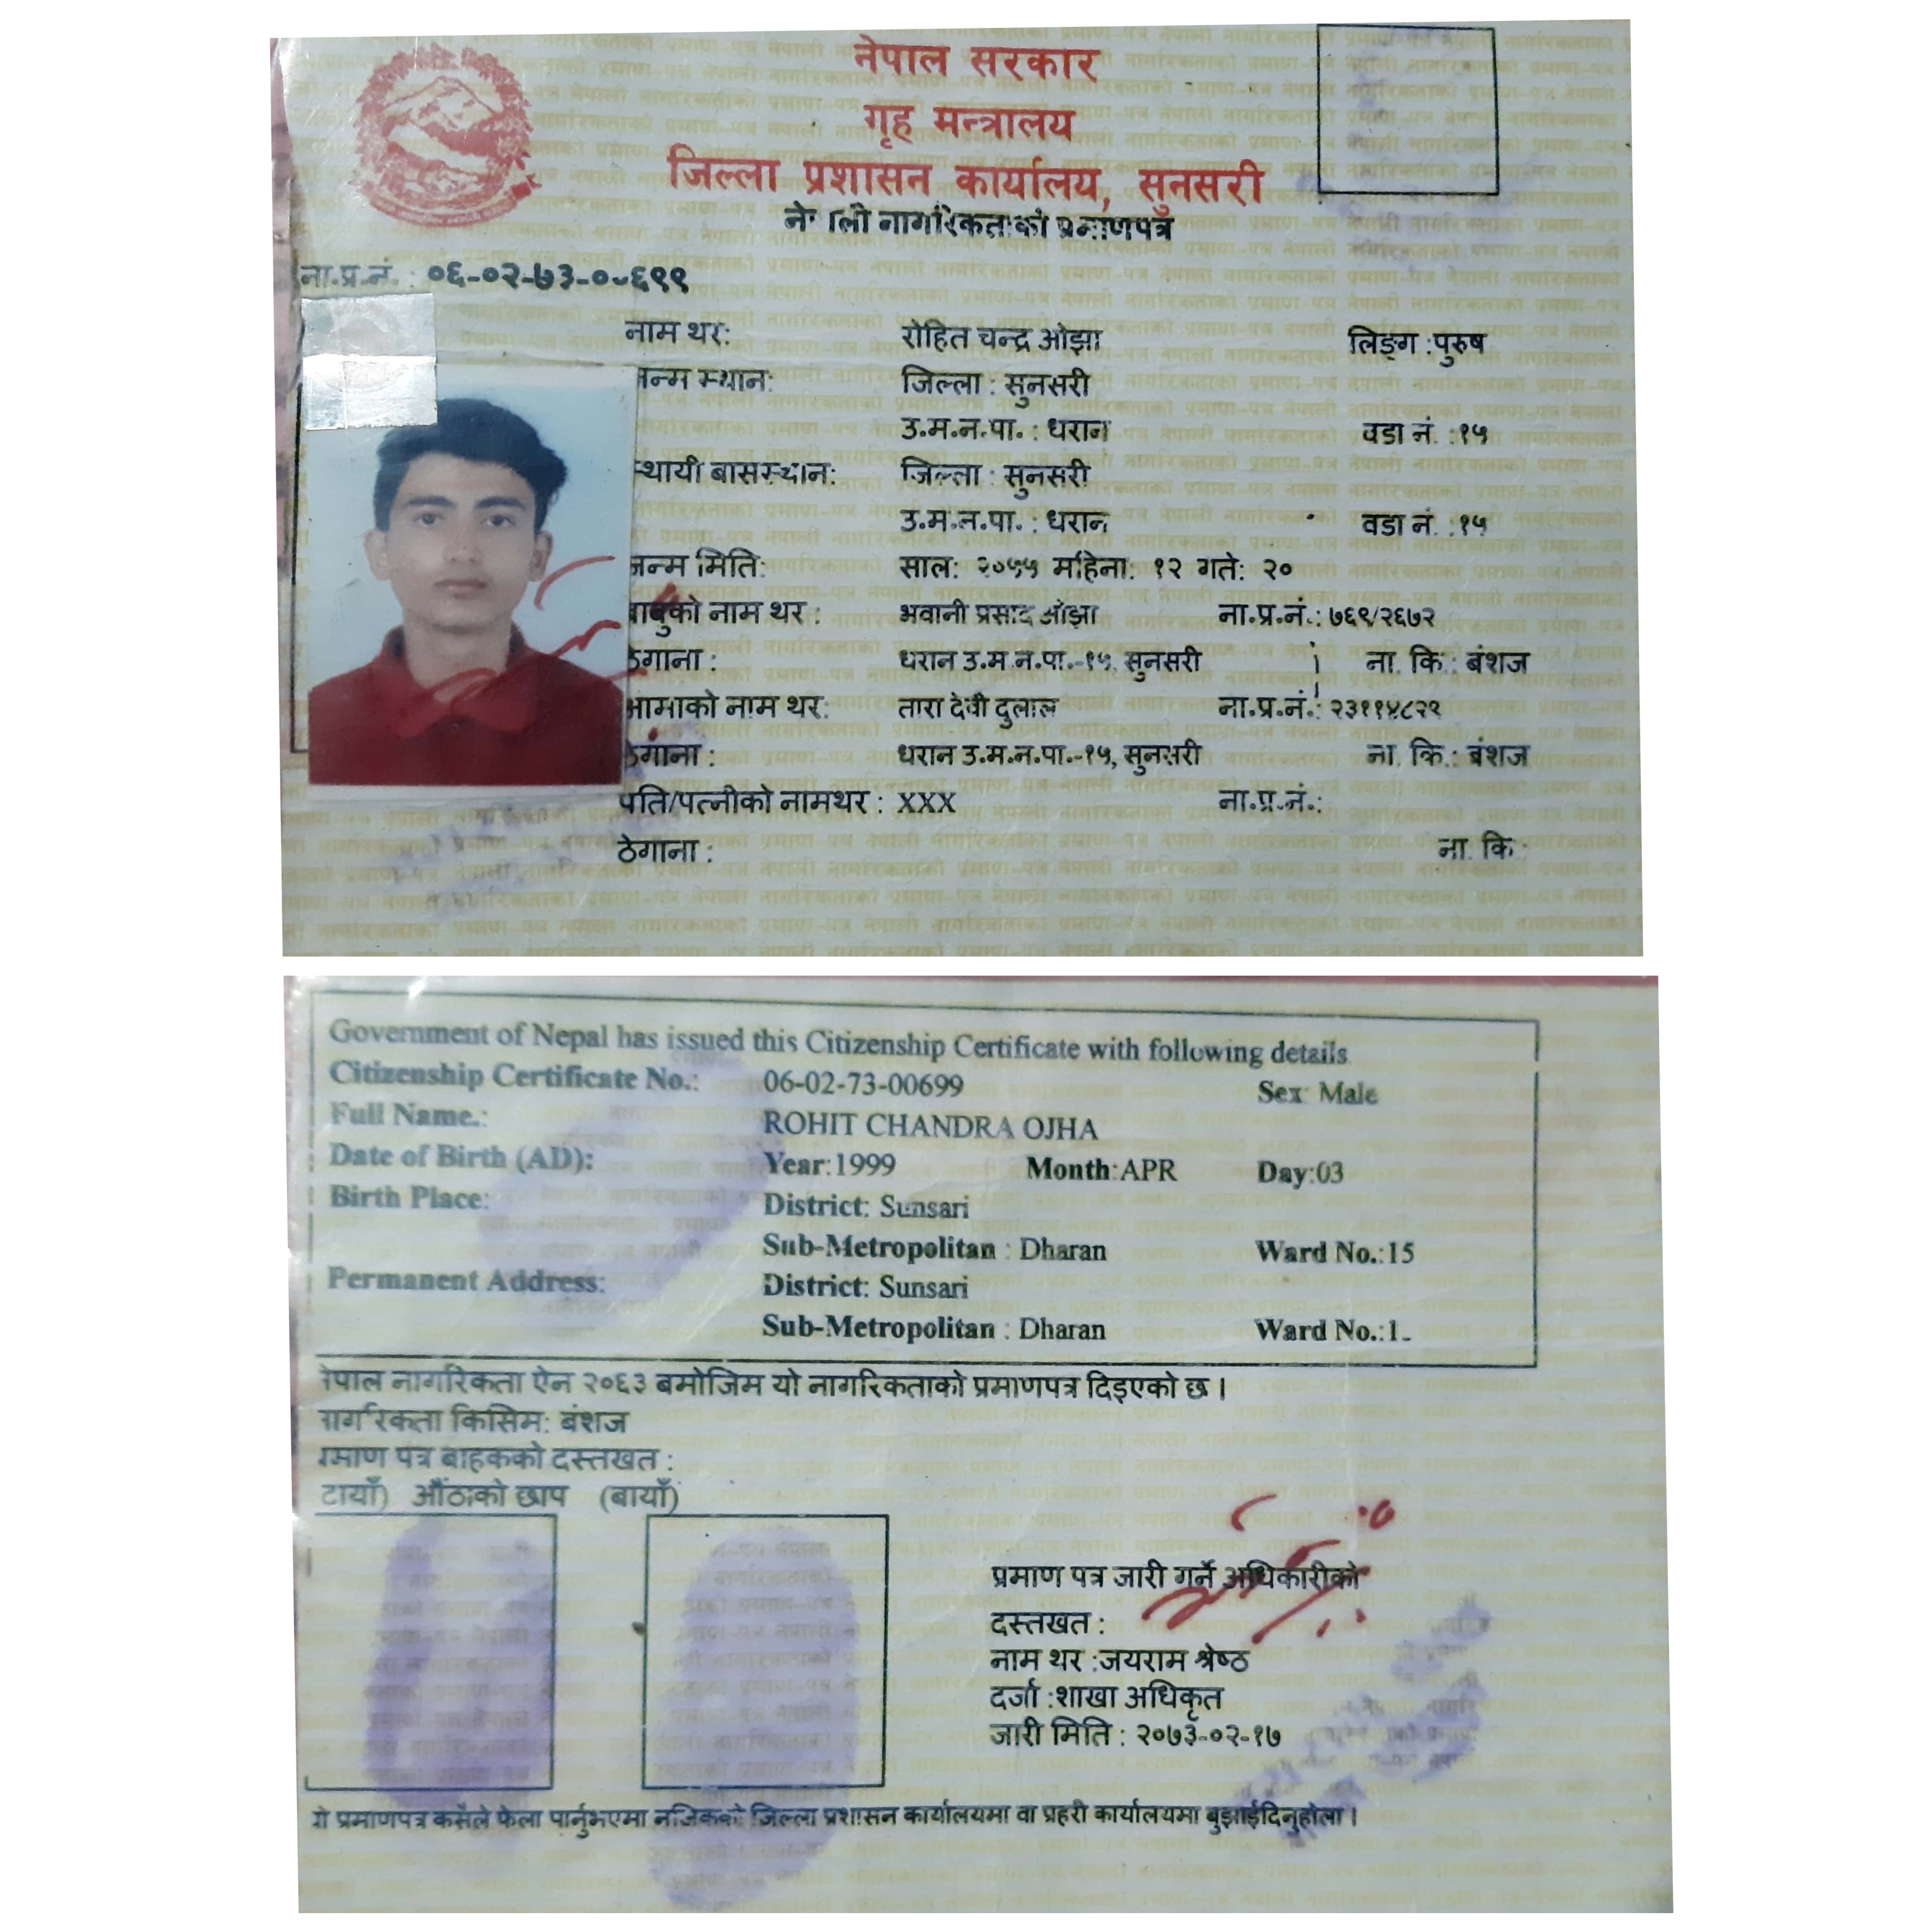 नेपाल सरकार
गृह मन्त्रालय
जिल्ला प्रशासन कार्यालय, सुनसरी
नागरिकताको प्रमाणपत्र
ना.प्र.नं. : ०६-०२-७३-००६९९
नाम थर: रोहित चन्द्र ओझा लिङ्ग :पुरुष
जन्म स्थान: जिल्ला : सुनसरी
उ.म.न.पा. : धरान वडा नं. :१५
स्थायी बासस्थान: जिल्ला : सुनसरी
उ.म.न.पा. : धरान वडा नं. :१५
जन्म मिति: साल: २०५५ महिना: १२ गते: २०
बाबुको नाम थर : भवानी प्रसाद ओझा ना.प्र.नं.: ७६९/२६७२
ठेगाना : धरान उ.म.न.पा.-१५, सुनसरी ना. कि.: बंशज
आमाको नाम थर: तारा देवी दुलाल ना.प्र.नं.: २३११४८२९
ठेगाना : धरान उ.म.न.पा.-१५, सुनसरी ना. कि.: बंशज
पति/पत्नीको नामथर : XXX ना.प्र.नं.:
ठेगाना : ना. कि.:
Government of Nepal has issued this Citizenship Certificate with following details
Citizenship Certificate No.: 06-02-73-00699 Sex: Male
Full Name.: ROHIT CHANDRA OJHA
Date of Birth (AD): Year:1999 Month:APR Day:03
Birth Place: District: Sunsari
Sub-Metropolitan : Dharan Ward No.:15
Permanent Address: District: Sunsari
Sub-Metropolitan : Dharan Ward No.:1
नेपाल नागरिकता ऐन २०६३ बमोजिम यो नागरिकताको प्रमाणपत्र दिइएको छ ।
नागरिकता किसिम: बंशज
प्रमाण पत्र बाहकको दस्तखत :
(दायाँ) औंठाको छाप (बायाँ)
प्रमाण पत्र जारी गर्ने अधिकारीको
दस्तखत :
नाम थर :जयराम श्रेष्ठ
दर्जा :शाखा अधिकृत
जारी मिति : २०७३-०२-१७
यो प्रमाणपत्र कसैले फेला पार्नुभएमा नजिकको जिल्ला प्रशासन कार्यालयमा वा प्रहरी कार्यालयमा बुझाईदिनुहोला ।